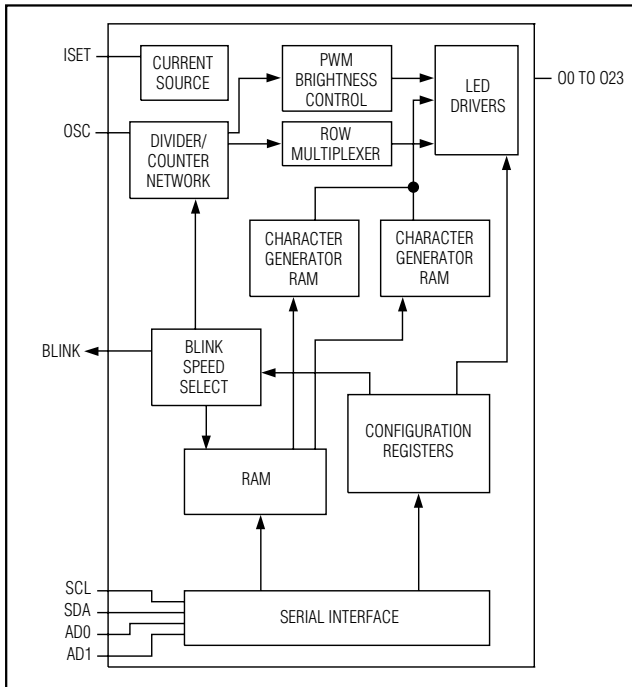 ISET
CURRENT
SOURCE
PWM
BRIGHTNESS
CONTROL
LED
DRIVERS
O0 TO O23
OSC
DIVIDER/
COUNTER
NETWORK
ROW
MULTIPLEXER
CHARACTER
GENERATOR
RAM
CHARACTER
GENERATOR
RAM
BLINK
BLINK
SPEED
SELECT
CONFIGURATION
REGISTERS
RAM
SCL
SDA
AD0
AD1
SERIAL INTERFACE